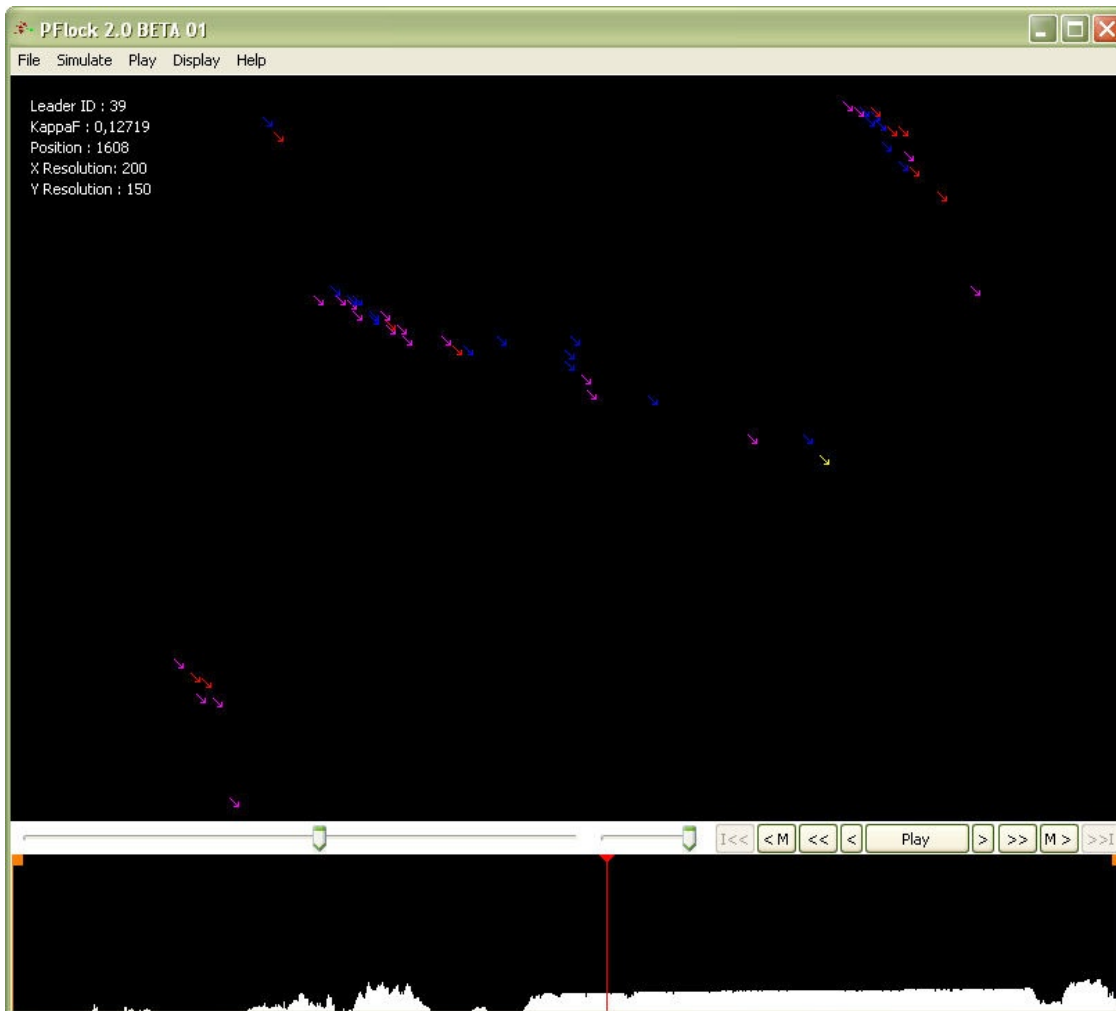 PFlock 2.0 BETA 01
File Simulate Play Display Help
Leader ID : 39
KappaF : 0,12719
Position : 1608
X Resolution: 200
Y Resolution : 150
I<< < M << < Play > >> M > >>I